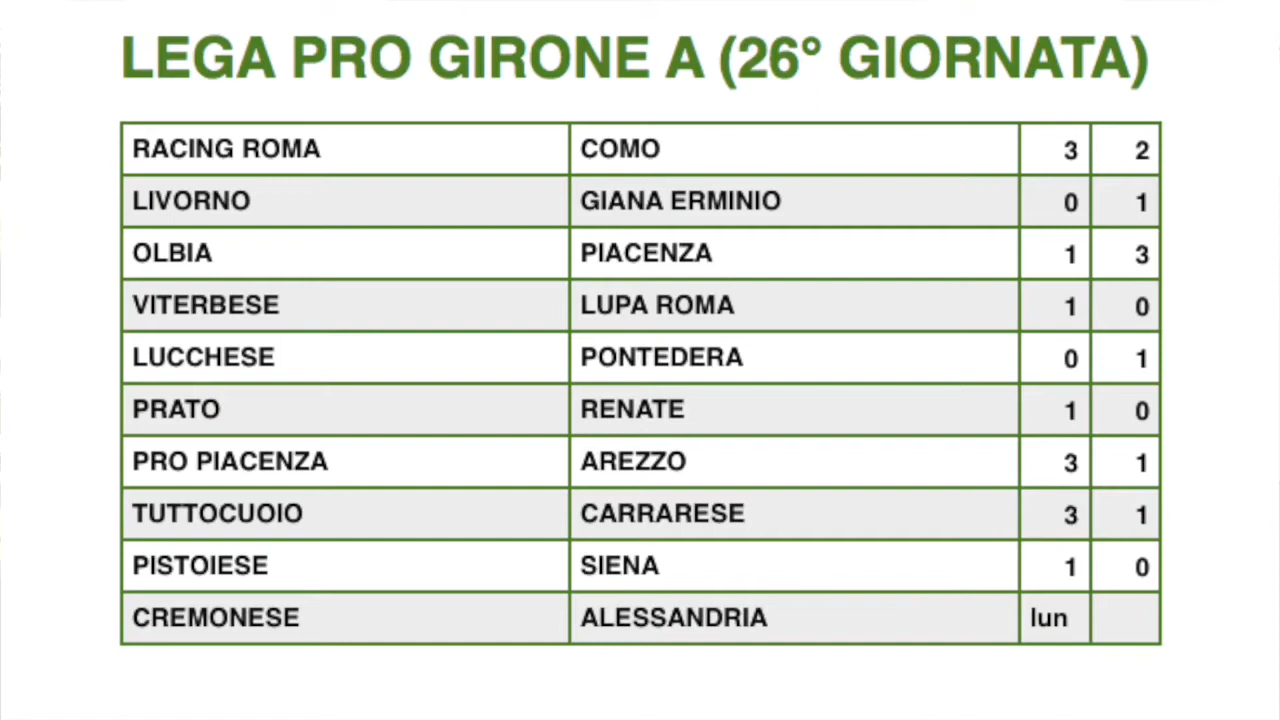 LEGA PRO GIRONE A (26° GIORNATA)
RACING ROMA COMO 3 2
LIVORNO GIANA ERMINIO 0 1
OLBIA PIACENZA 1 3
VITERBESE LUPA ROMA 1 0
LUCCHESE PONTEDERA 0 1
PRATO RENATE 1 0
PRO PIACENZA AREZZO 3 1
TUTTOCUOIO CARRARESE 3 1
PISTOIESE SIENA 1 0
CREMONESE ALESSANDRIA lun